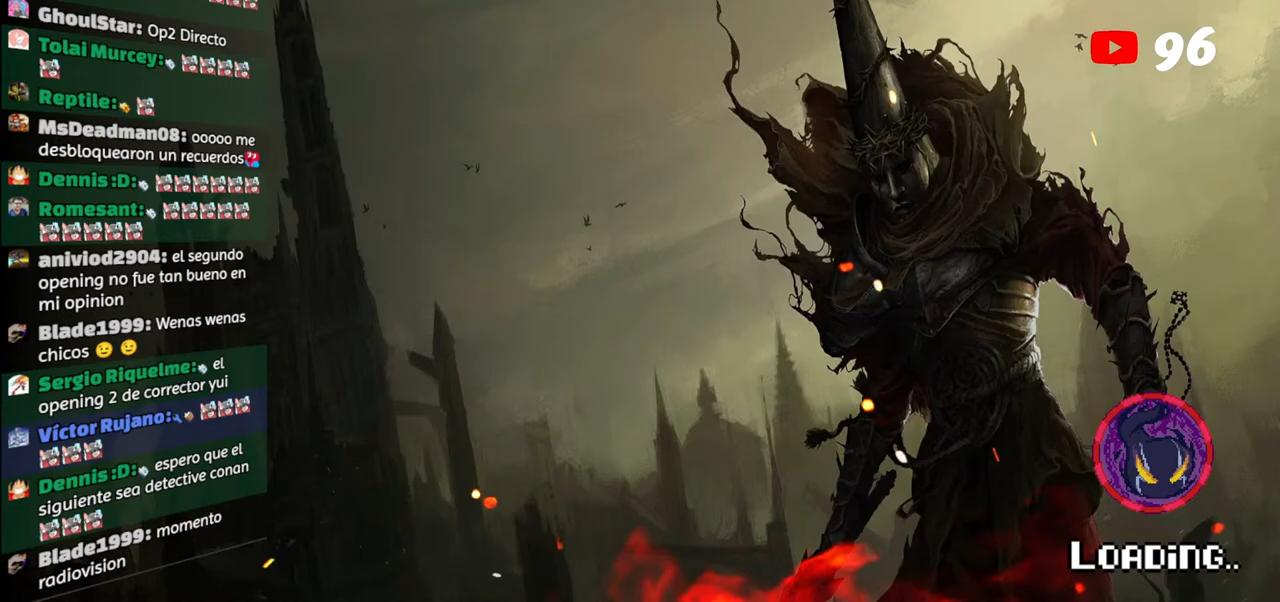 GhoulStar: Op2 Directo
Tolai Murcey:
Reptile:
MsDeadman08: ooooo me
desbloquearon un recuerdos
Dennis :D:
Romesant:
aniviod2904: el segundo
opening no fue tan bueno en
mi opinion
Blade1999: Wenas wenas
chicos 😉 😉
Sergio Riquelme: el
opening 2 de corrector yui
Víctor Rujano:
Dennis :D: espero que el
siguiente sea detective conan
Blade1999: momento
radiovision
96
LOADING..